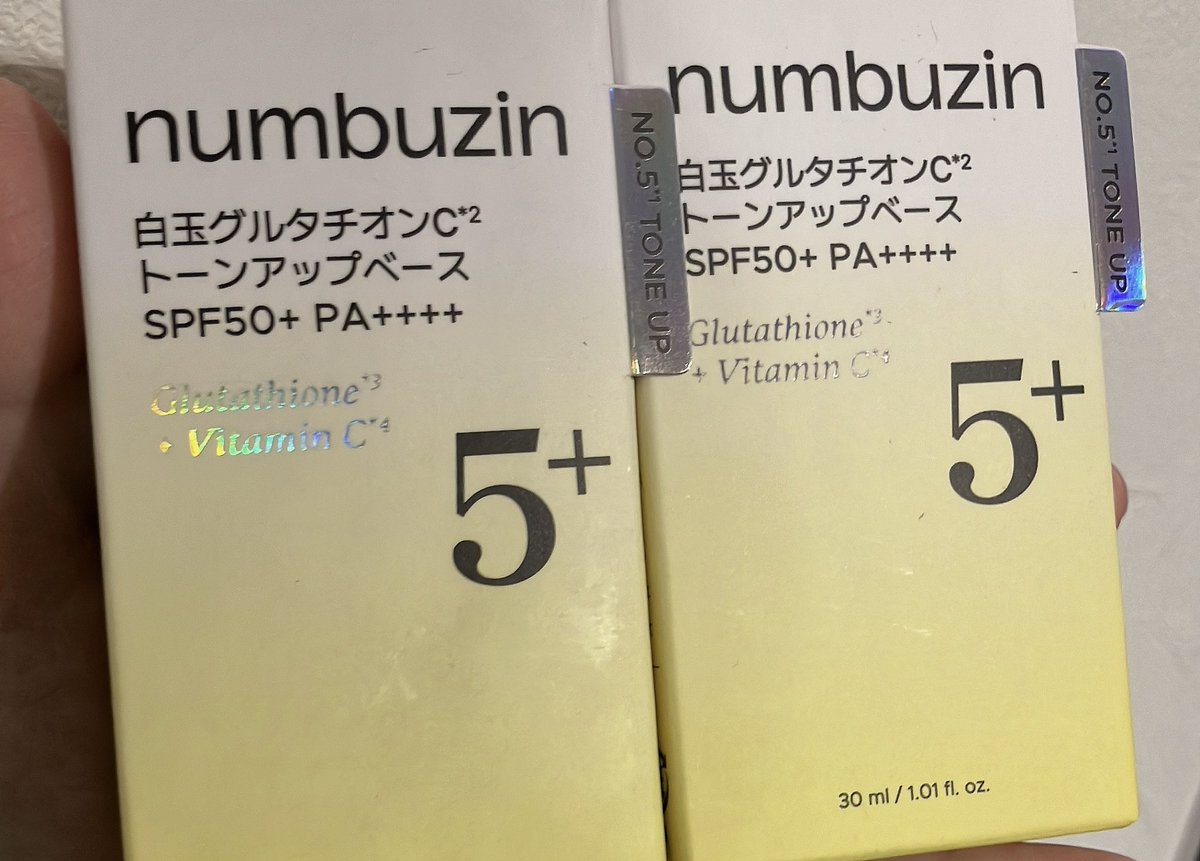 numbuzin
白玉グルタチオンC*2
トーンアップベース
SPF50+ PA++++
Glutathione*3
+ Vitamin C*4
5+
NO.5*1 TONE UP
numbuzin
白玉グルタチオンC*2
トーンアップベース
SPF50+ PA++++
Glutathione*3
+ Vitamin C*4
5+
30 ml / 1.01 fl. oz.
NO.5*1 TONE UP